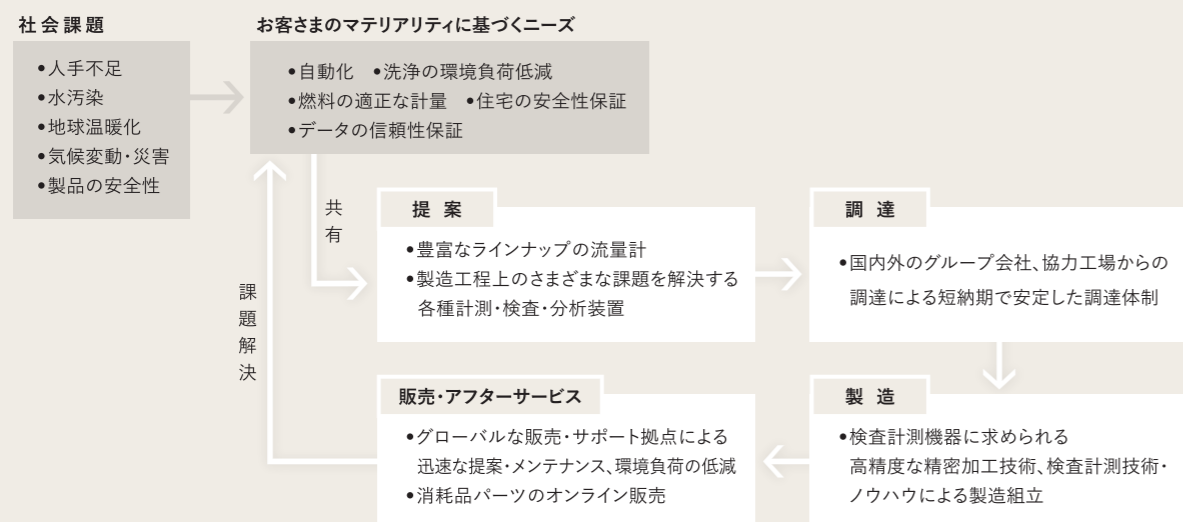 社会課題
•人手不足
•水汚染
•地球温暖化
•気候変動・災害
•製品の安全性
お客さまのマテリアリティに基づくニーズ
•自動化 •洗浄の環境負荷低減
•燃料の適正な計量 •住宅の安全性保証
•データの信頼性保証
共有
課題解決
提案
•豊富なラインナップの流量計
•製造工程上のさまざまな課題を解決する
各種計測・検査・分析装置
調達
•国内外のグループ会社、協力工場からの
調達による短納期で安定した調達体制
製造
•検査計測機器に求められる
高精度な精密加工技術、検査計測技術・
ノウハウによる製造組立
販売・アフターサービス
•グローバルな販売・サポート拠点による
迅速な提案・メンテナンス、環境負荷の低減
•消耗品パーツのオンライン販売